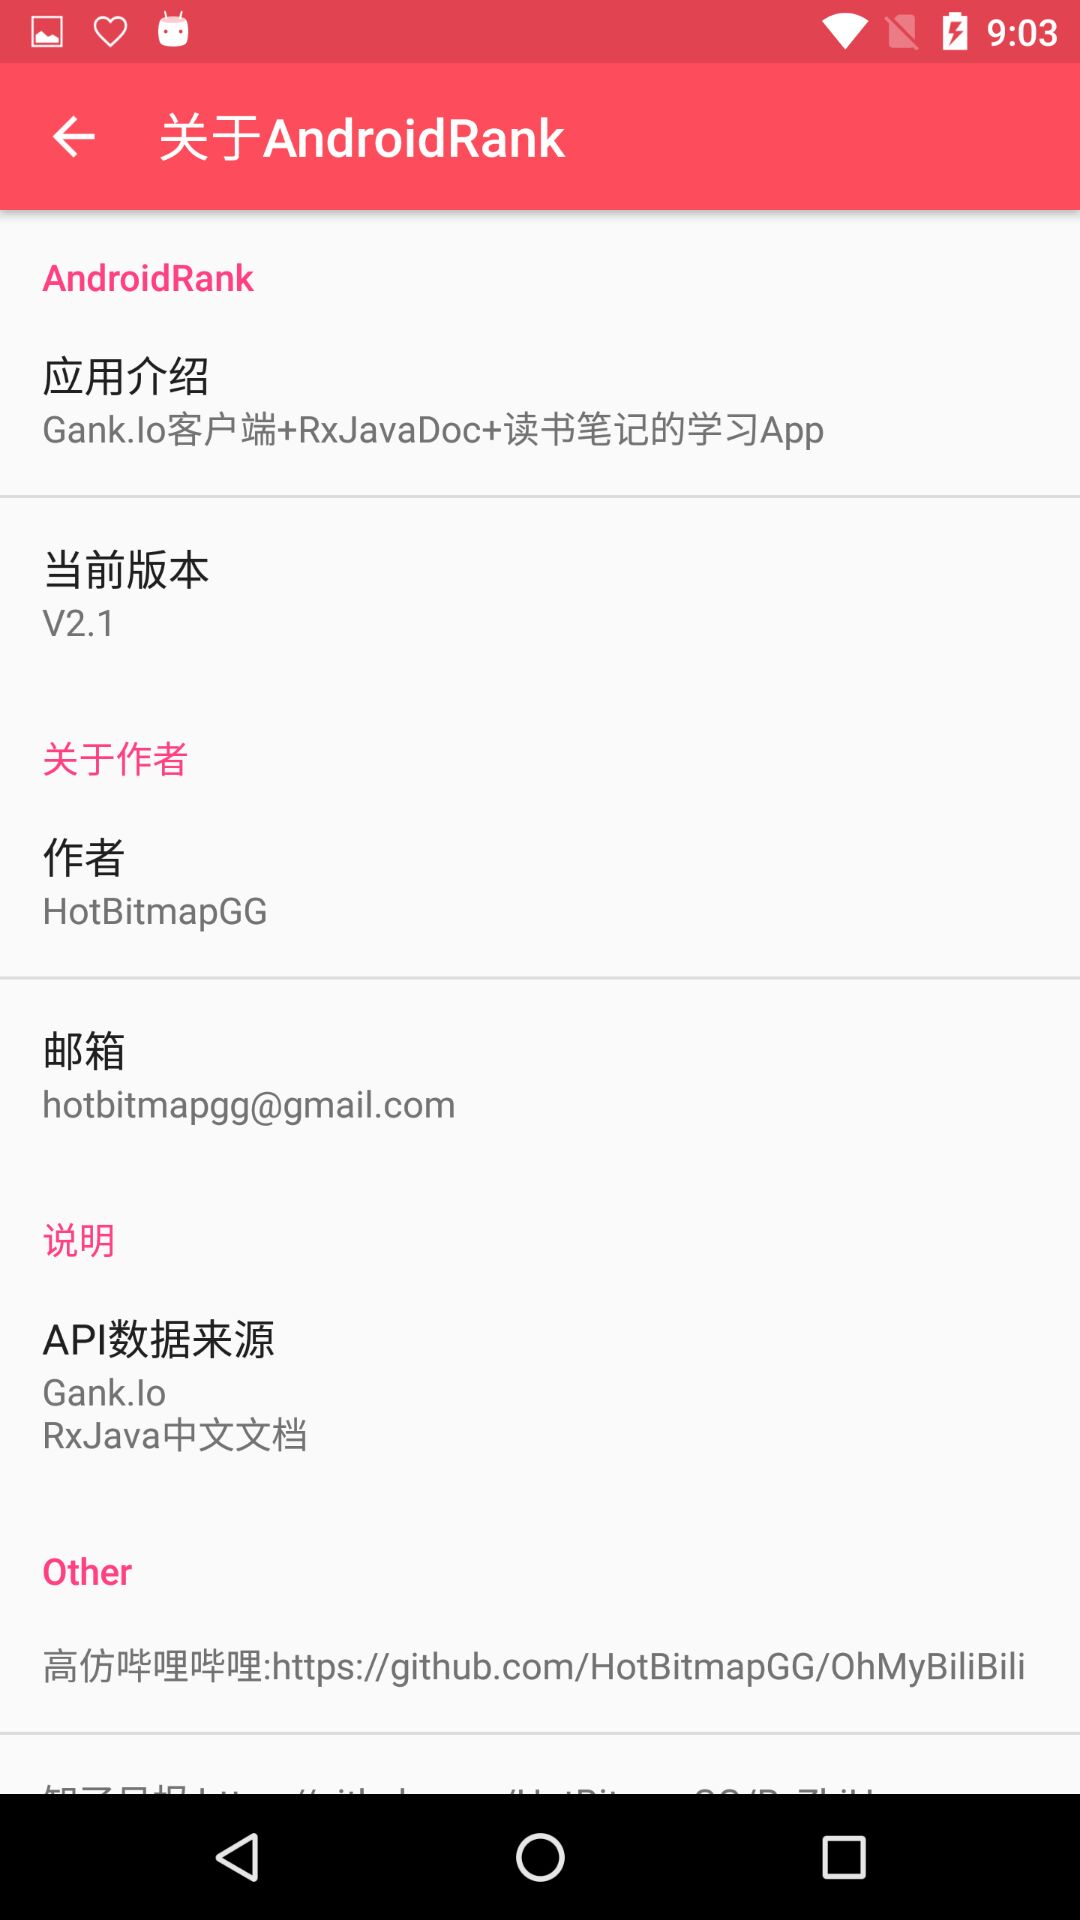 9:03
关于AndroidRank
AndroidRank
应用介绍
Gank.Io客户端+RxJavaDoc+读书笔记的学习App
当前版本
V2.1
关于作者
作者
HotBitmapGG
邮箱
hotbitmapgg@gmail.com
说明
API数据来源
Gank.Io
RxJava中文文档
Other
高仿哔哩哔哩:https://github.com/HotBitmapGG/OhMyBiliBili